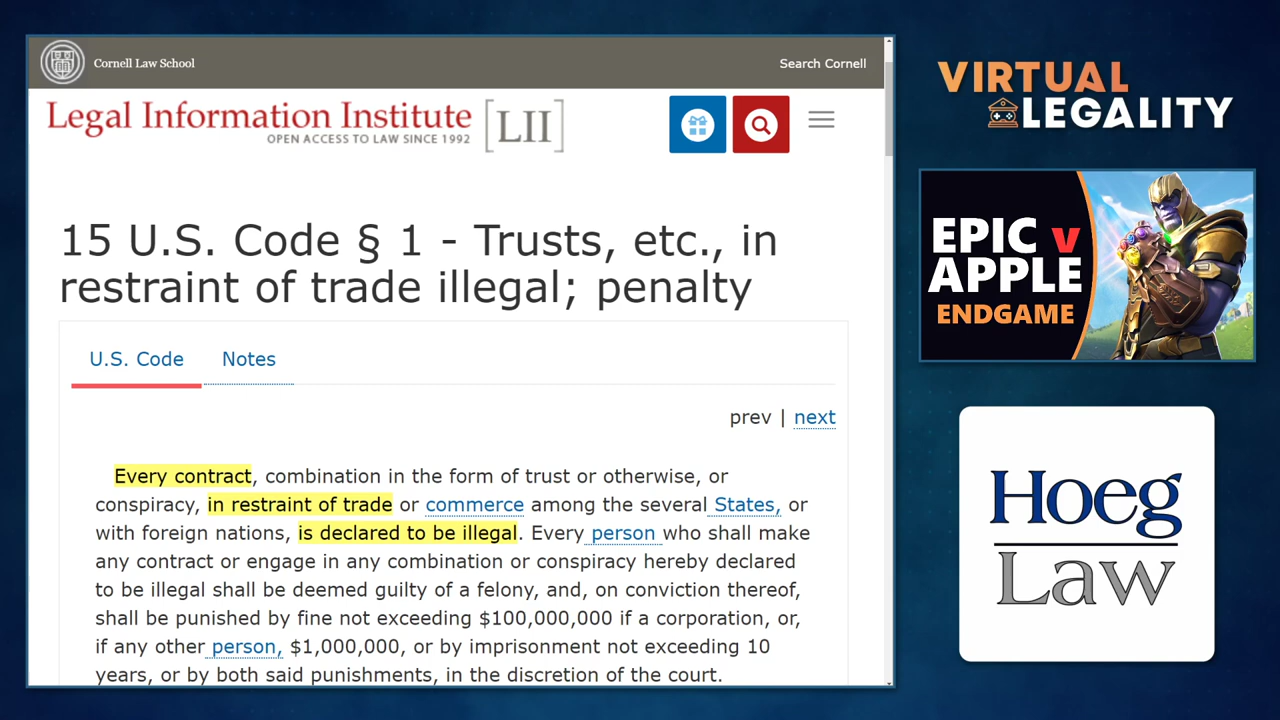 Cornell Law School
Search Cornell
Legal Information Institute [LII]
OPEN ACCESS TO LAW SINCE 1992
15 U.S. Code § 1 - Trusts, etc., in
restraint of trade illegal; penalty
U.S. Code
Notes
prev | next
Every contract, combination in the form of trust or otherwise, or
conspiracy, in restraint of trade or commerce among the several States, or
with foreign nations, is declared to be illegal. Every person who shall make
any contract or engage in any combination or conspiracy hereby declared
to be illegal shall be deemed guilty of a felony, and, on conviction thereof,
shall be punished by fine not exceeding $100,000,000 if a corporation, or,
if any other person, $1,000,000, or by imprisonment not exceeding 10
years, or by both said punishments, in the discretion of the court.
VIRTUAL
LEGALITY
EPIC v
APPLE
ENDGAME
Hoeg
Law